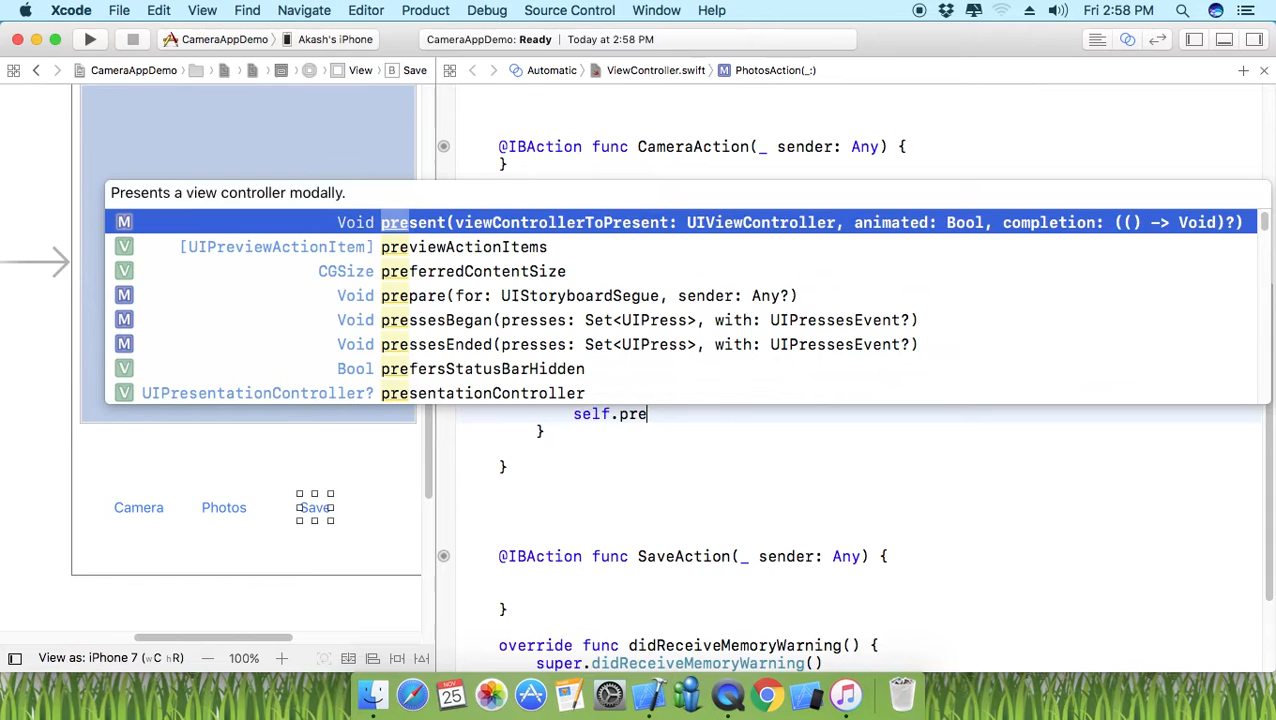 Xcode File Edit View Find Navigate Editor Product Debug Source Control Window Help Fri 2:58 PM
CameraAppDemo Akash's iPhone CameraAppDemo: Ready Today at 2:58 PM
CameraAppDemo View B Save Automatic ViewController.swift M PhotosAction(_:)
@IBAction func CameraAction(_ sender: Any) {
}
Presents a view controller modally.
M Void present(viewControllerToPresent: UIViewController, animated: Bool, completion: (() -> Void)?)
V [UIPreviewActionItem] previewActionItems
V CGSize preferredContentSize
M Void prepare(for: UIStoryboardSegue, sender: Any?)
M Void pressesBegan(presses: Set<UIPress>, with: UIPressesEvent?)
M Void pressesEnded(presses: Set<UIPress>, with: UIPressesEvent?)
V Bool prefersStatusBarHidden
V UIPresentationController? presentationController
self.pre
}
}
Camera Photos Save
@IBAction func SaveAction(_ sender: Any) {
}
override func didReceiveMemoryWarning() {
super.didReceiveMemoryWarning()
View as: iPhone 7 (wC hR) — 100% +
NOV
25